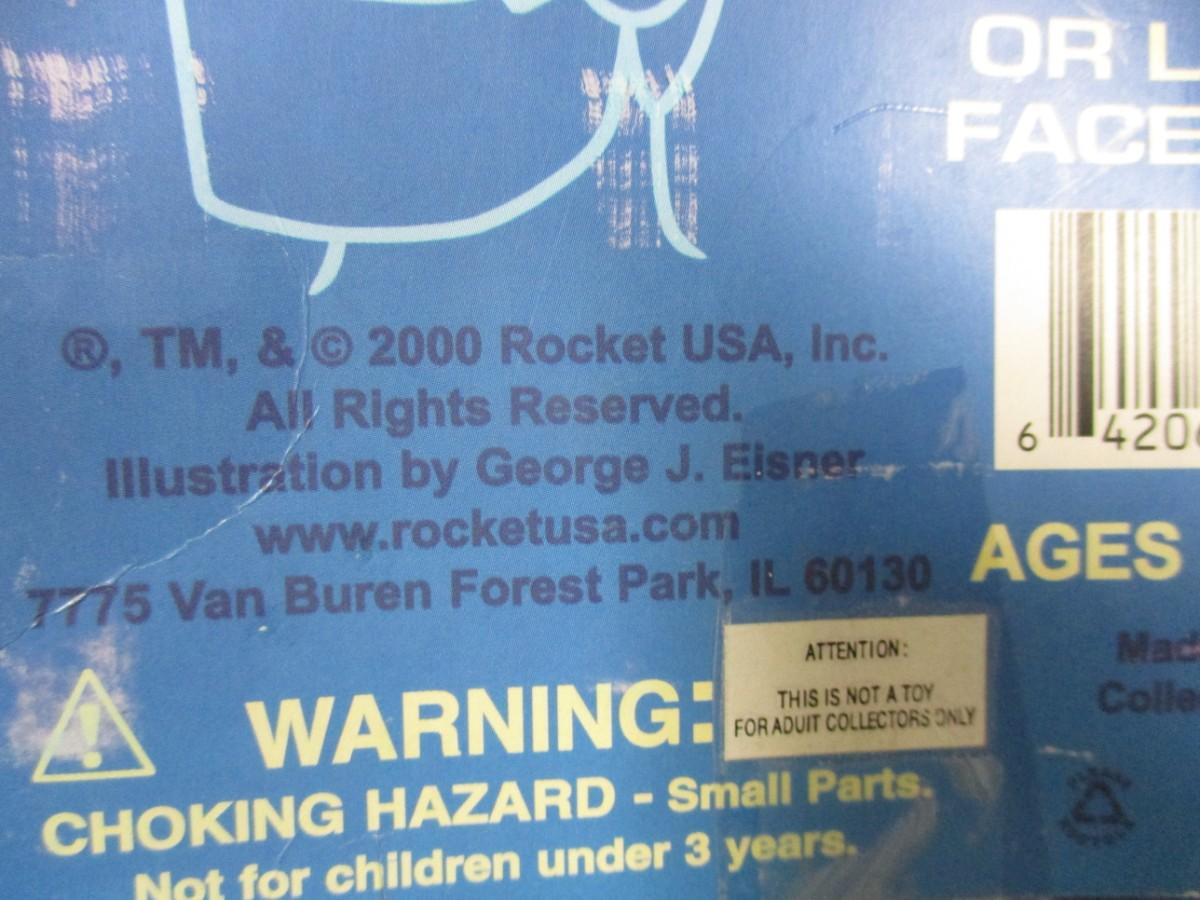 OR L
FACE
®, TM, & © 2000 Rocket USA, Inc.
All Rights Reserved.
Illustration by George J. Eisner
www.rocketusa.com
7775 Van Buren Forest Park, IL 60130
6 420
AGES
ATTENTION:
THIS IS NOT A TOY
FOR ADUIT COLLECTORS ONLY
Mad
Colle
WARNING:
CHOKING HAZARD - Small Parts.
Not for children under 3 years.